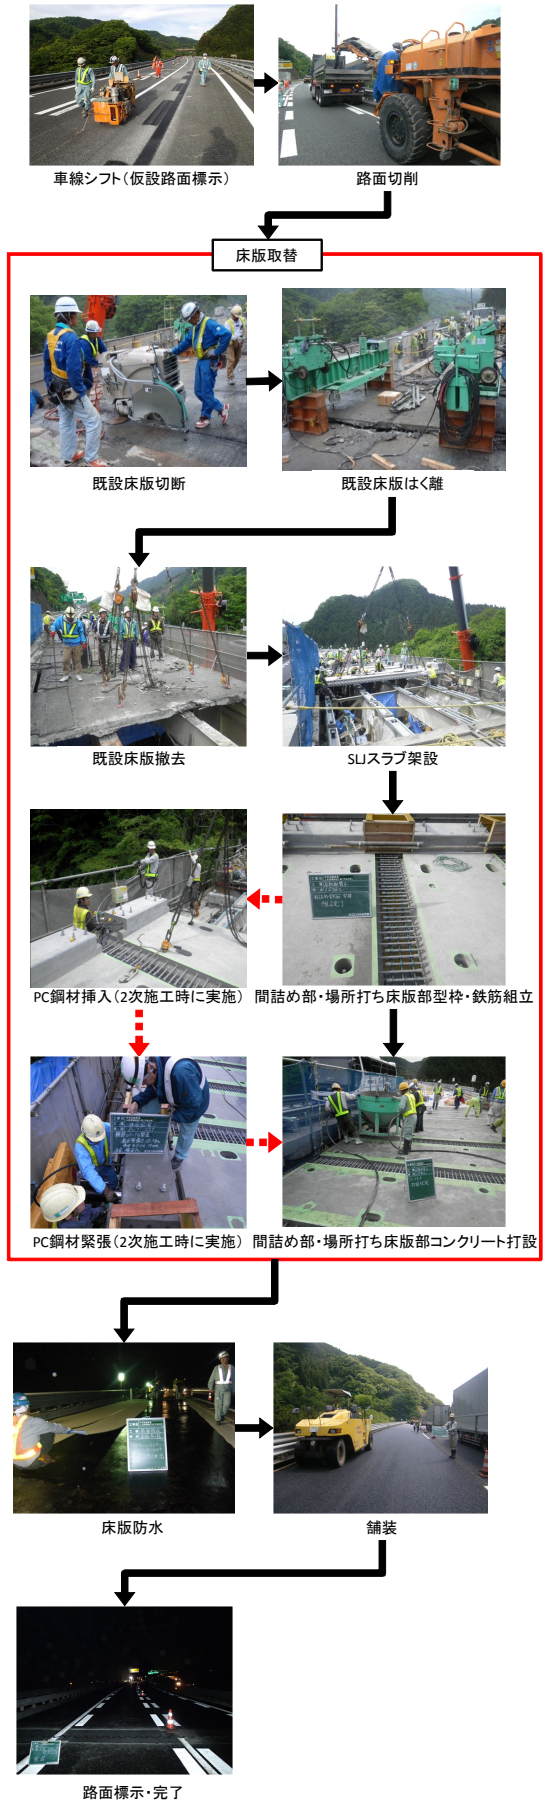 車線シフト(仮設路面標示)
路面切削
床版取替
既設床版切断
既設床版はく離
既設床版撤去
SLJスラブ架設
PC鋼材挿入(2次施工時に実施)
間詰め部・場所打ち床版部型枠・鉄筋組立
PC鋼材緊張(2次施工時に実施)
間詰め部・場所打ち床版部コンクリート打設
床版防水
舗装
路面標示・完了